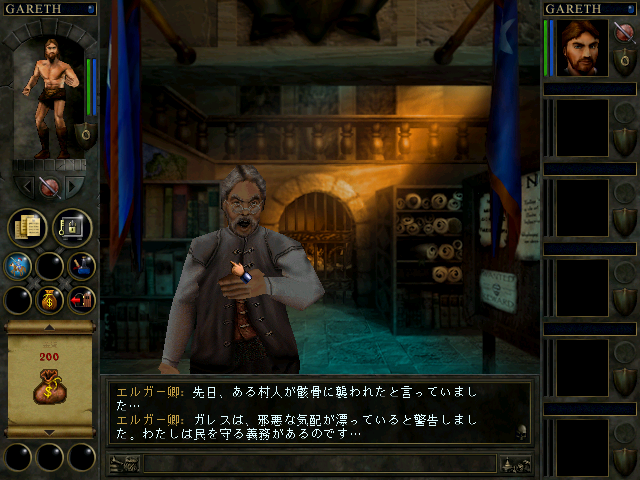 GARETH
GARETH
200
WANTED
REWARD
エルガー卿: 先日、ある村人が骸骨に襲われたと言っていまし
た…
エルガー卿: ガレスは、邪悪な気配が漂っていると警告しまし
た。わたしは民を守る義務があるのです…